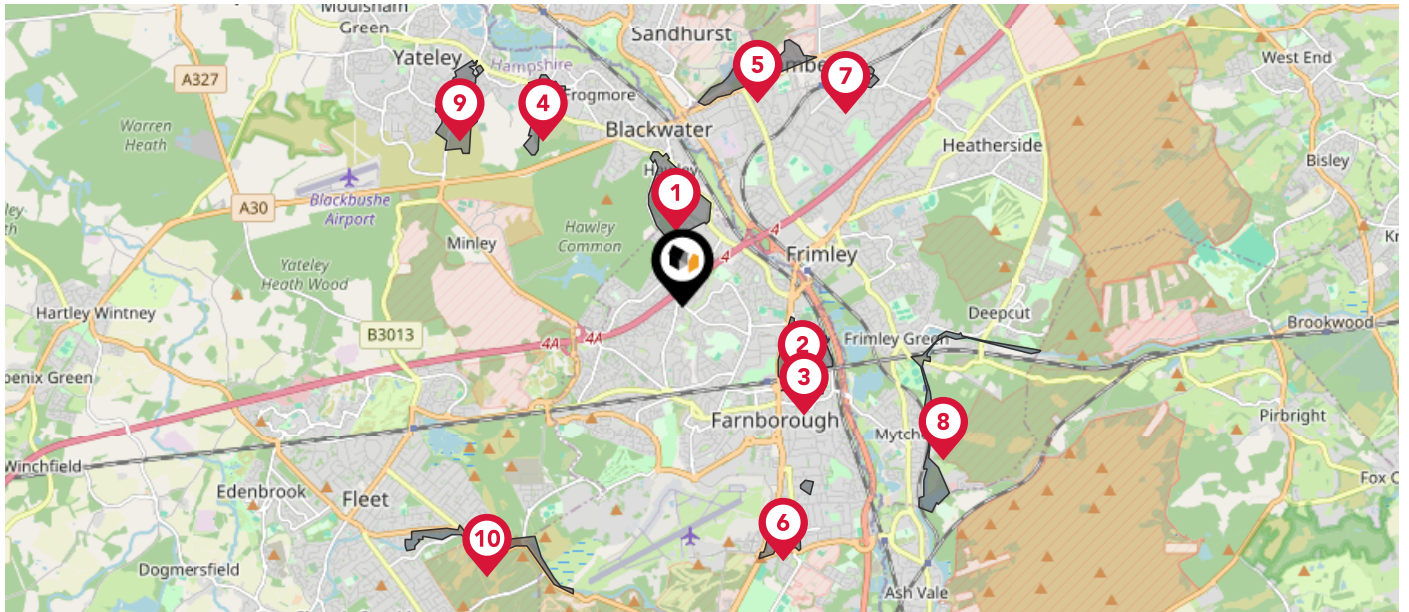 Moulsham
Green
Sandhurst
Yateley
Hampshire
West End
A327
5
7
9
4
Frogmore
Blackwater
Warren
Heath
Heatherside
Bisley
1
Blackbushe
Airport
A30
Hawley
Common
4
Minley
4
Frimley
Yateley
Heath Wood
Hartley Wintney
Deepcut
Brookwood
B3013
4A
4A
2
Frimley Green
3
Farnborough
8
Pirbright
Winchfield
Edenbrook
Fleet
6
10
Dogmersfield
Ash Vale